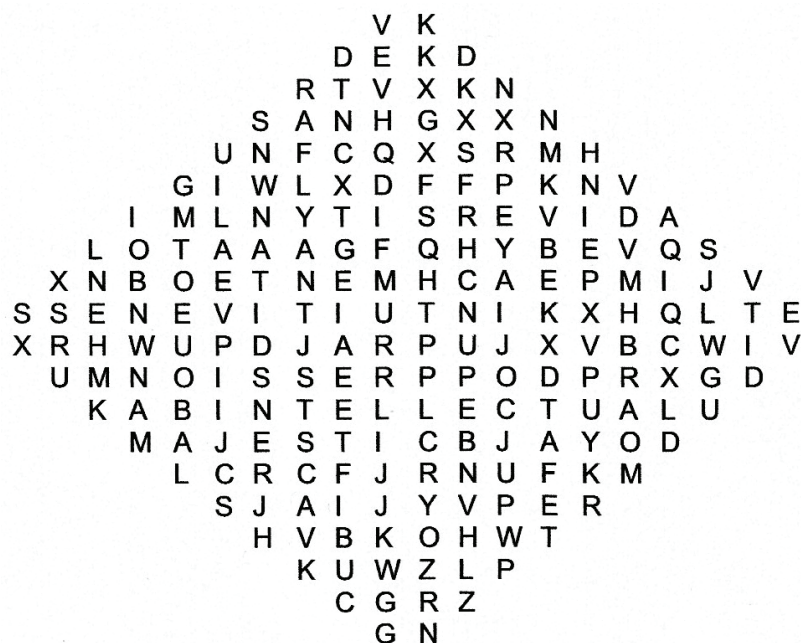 V K
D E K D
R T V X K N
S A N H G X X N
U N F C Q X S R M H
G I W L X D F F P K N V
I M L N Y T I S R E V I D A
L O T A A A G F Q H Y B E V Q S
X N B O E T N E M H C A E P M I J V
S S E N E V I T I U T N I K X H Q L T E
X R H W U P D J A R P U J X V B C W I V
U M N O I S S E R P P O D P R X G D
K A B I N T E L L E C T U A L U
M A J E S T I C B J A Y O D
L C R C F J R N U F K M
S J A I J Y V P E R
H V B K O H W T
K U W Z L P
C G R Z
G N